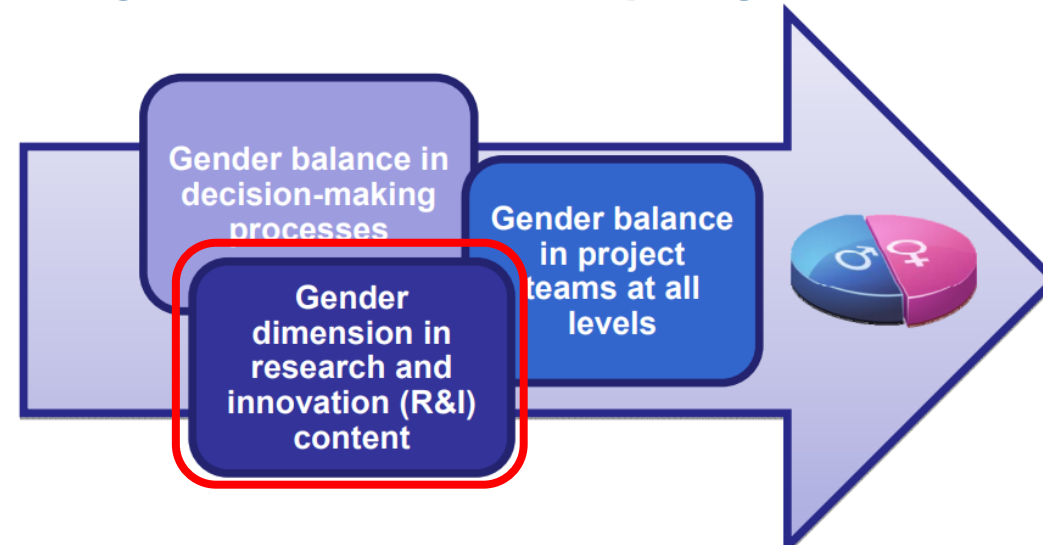 Gender balance in
decision-making
processes
Gender balance
in project
teams at all
levels
Gender
dimension in
research and
innovation (R&I)
content